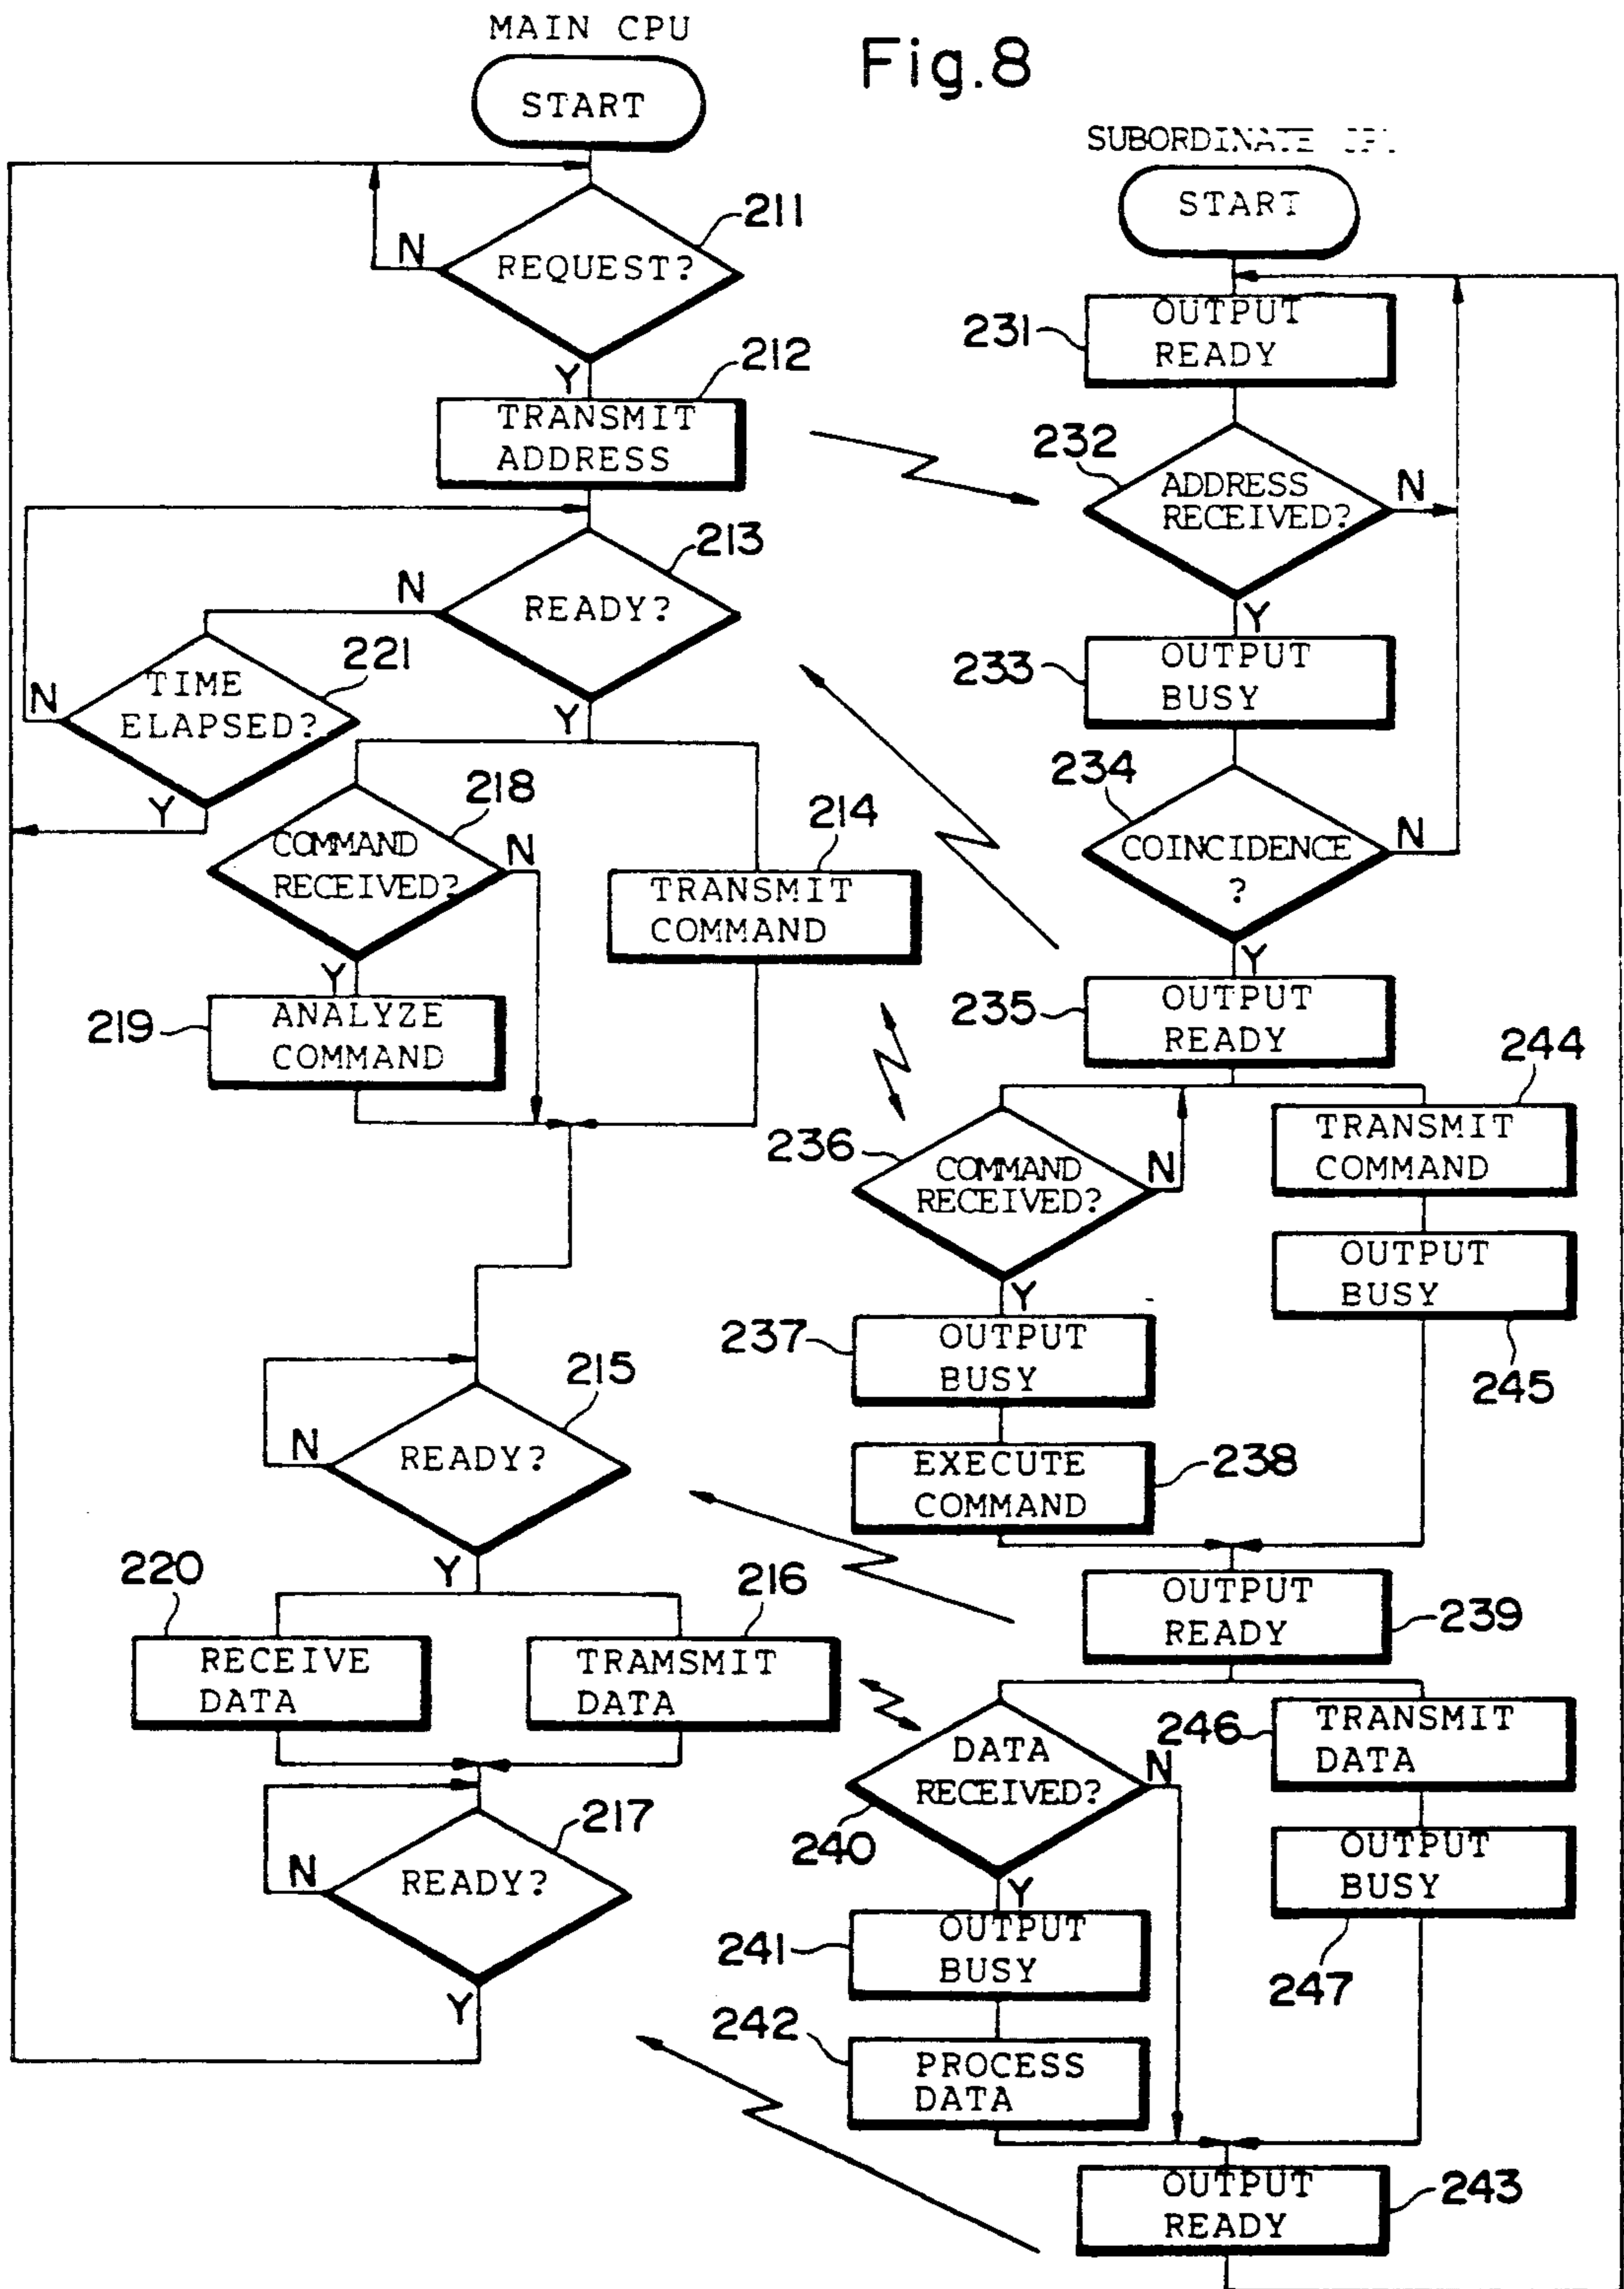 MAIN CPU
Fig.8
START
211
N
REQUEST?
Y
212
TRANSMIT
ADDRESS
213
N
READY?
Y
221
N
TIME
ELAPSED?
Y
218
COMMAND
RECEIVED?
N
Y
214
TRANSMIT
COMMAND
219
ANALYZE
COMMAND
215
N
READY?
Y
220
RECEIVE
DATA
216
TRAMSMIT
DATA
217
N
READY?
Y
SUBORDINATE
START
231
OUTPUT
READY
232
ADDRESS
RECEIVED?
N
Y
233
OUTPUT
BUSY
234
COINCIDENCE
?
N
Y
235
OUTPUT
READY
236
COMMAND
RECEIVED?
N
Y
244
TRANSMIT
COMMAND
OUTPUT
BUSY
245
237
OUTPUT
BUSY
EXECUTE
COMMAND
238
OUTPUT
READY
239
DATA
RECEIVED?
N
240
Y
246
TRANSMIT
DATA
OUTPUT
BUSY
247
241
OUTPUT
BUSY
242
PROCESS
DATA
OUTPUT
READY
243